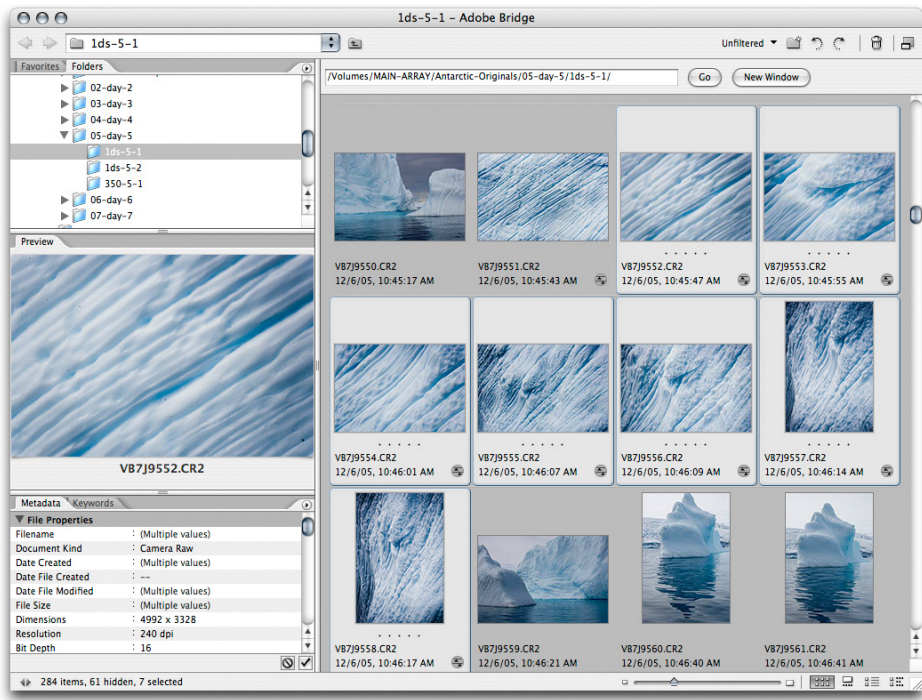 1ds-5-1 – Adobe Bridge
1ds-5-1
Unfiltered
Favorites Folders
02-day-2
03-day-3
04-day-4
05-day-5
1ds-5-1
1ds-5-2
350-5-1
06-day-6
07-day-7
Preview
VB7J9552.CR2
Metadata Keywords
File Properties
Filename : (Multiple values)
Document Kind : Camera Raw
Date Created : (Multiple values)
Date File Created : --
Date File Modified : (Multiple values)
File Size : (Multiple values)
Dimensions : 4992 x 3328
Resolution : 240 dpi
Bit Depth : 16
/Volumes/MAIN-ARRAY/Antarctic-Originals/05-day-5/1ds-5-1/ Go New Window
VB7J9550.CR2 VB7J9551.CR2 VB7J9552.CR2 VB7J9553.CR2
12/6/05, 10:45:17 AM 12/6/05, 10:45:43 AM 12/6/05, 10:45:47 AM 12/6/05, 10:45:55 AM
VB7J9554.CR2 VB7J9555.CR2 VB7J9556.CR2 VB7J9557.CR2
12/6/05, 10:46:01 AM 12/6/05, 10:46:07 AM 12/6/05, 10:46:09 AM 12/6/05, 10:46:14 AM
VB7J9558.CR2 VB7J9559.CR2 VB7J9560.CR2 VB7J9561.CR2
12/6/05, 10:46:17 AM 12/6/05, 10:46:21 AM 12/6/05, 10:46:40 AM 12/6/05, 10:46:41 AM
284 items, 61 hidden, 7 selected